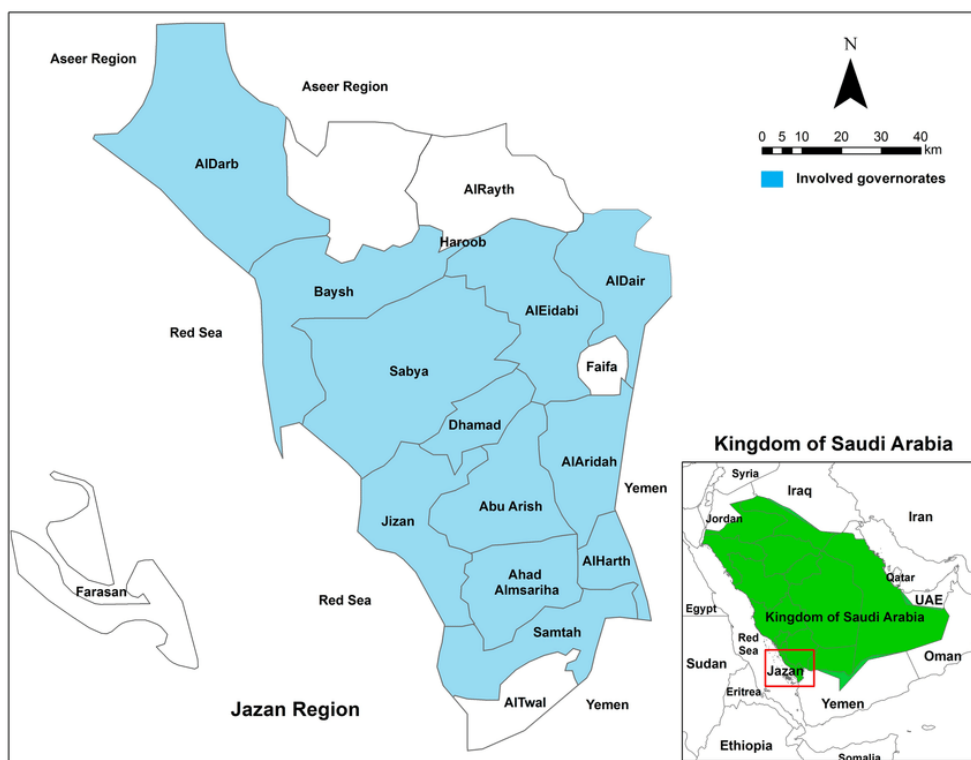 Aseer Region
Aseer Region
N
0 5 10 20 30 40
km
Involved governorates
AlDarb
AlRayth
Haroob
AlDair
Baysh
AlEidabi
Red Sea
Faifa
Sabya
Dhamad
AlAridah
Yemen
Abu Arish
Jizan
AlHarth
Ahad
Almsariha
Farasan
Red Sea
Samtah
AlTwal
Yemen
Jazan Region
Kingdom of Saudi Arabia
Syria
Iraq
Iran
Jordan
Qatar
UAE
Egypt
Kingdom of Saudi Arabia
Red
Sea
Oman
Sudan
Jazan
Eritrea
Yemen
Ethiopia
Somalia